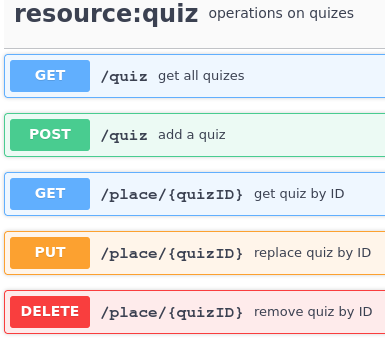 resource:quiz operations on quizes
GET /quiz get all quizes
POST /quiz add a quiz
GET /place/{quizID} get quiz by ID
PUT /place/{quizID} replace quiz by ID
DELETE /place/{quizID} remove quiz by ID